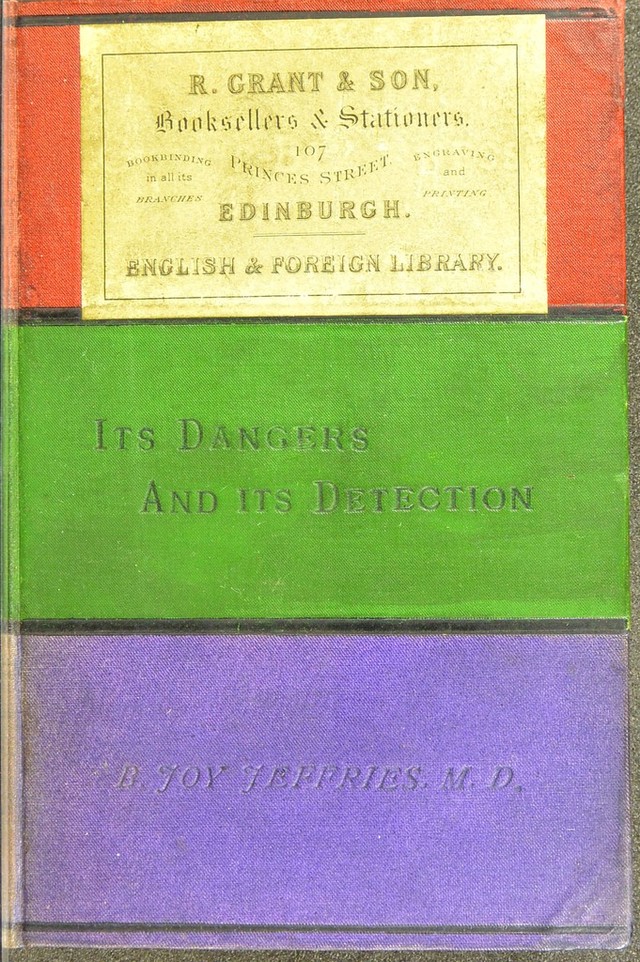 R. GRANT & SON,
Booksellers & Stationers.
107
PRINCES STREET.
BOOKBINDING
in all its
BRANCHES
ENGRAVING
and
PRINTING
EDINBURGH.
ENGLISH & FOREIGN LIBRARY.
ITS DANGERS
AND ITS DETECTION
B. JOY JEFFRIES. M. D.